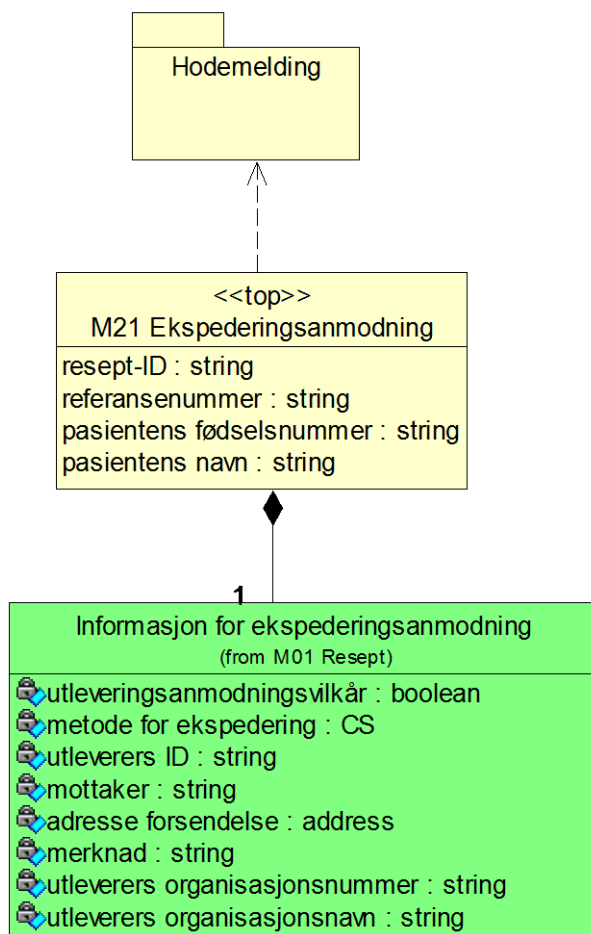 Hodemelding
<<top>>
M21 Ekspederingsanmodning
resept-ID : string
referansenummer : string
pasientens fødselsnummer : string
pasientens navn : string
1
Informasjon for ekspederingsanmodning
(from M01 Resept)
utleveringsanmodningsvilkår : boolean
metode for ekspedering : CS
utleverers ID : string
mottaker : string
adresse forsendelse : address
merknad : string
utleverers organisasjonsnummer : string
utleverers organisasjonsnavn : string